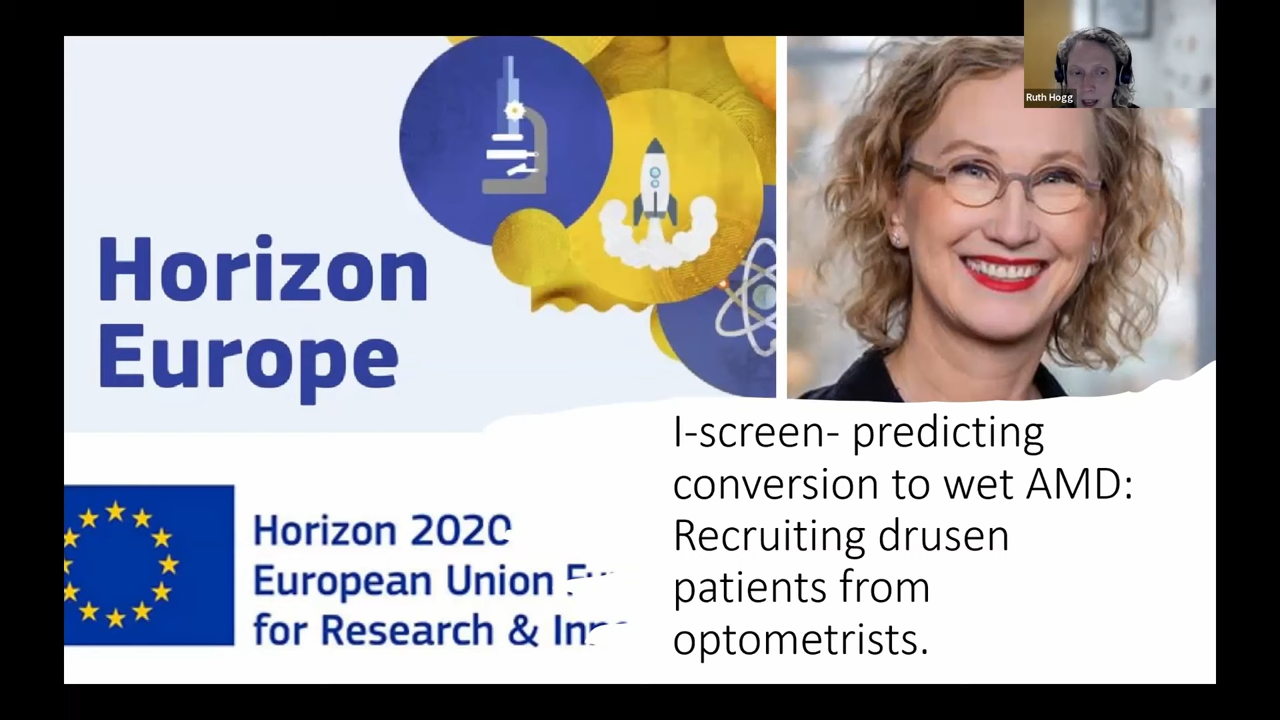 Ruth Hogg
Horizon
Europe
I-screen- predicting
conversion to wet AMD:
Recruiting drusen
patients from
optometrists.
Horizon 2020
European Union
for Research &